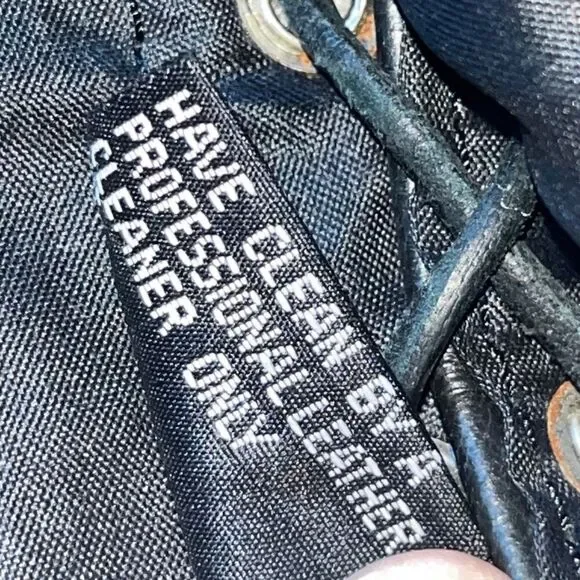 HAVE CLEAN BY A
PROFESSIONAL LEATHER
CLEANER ONLY